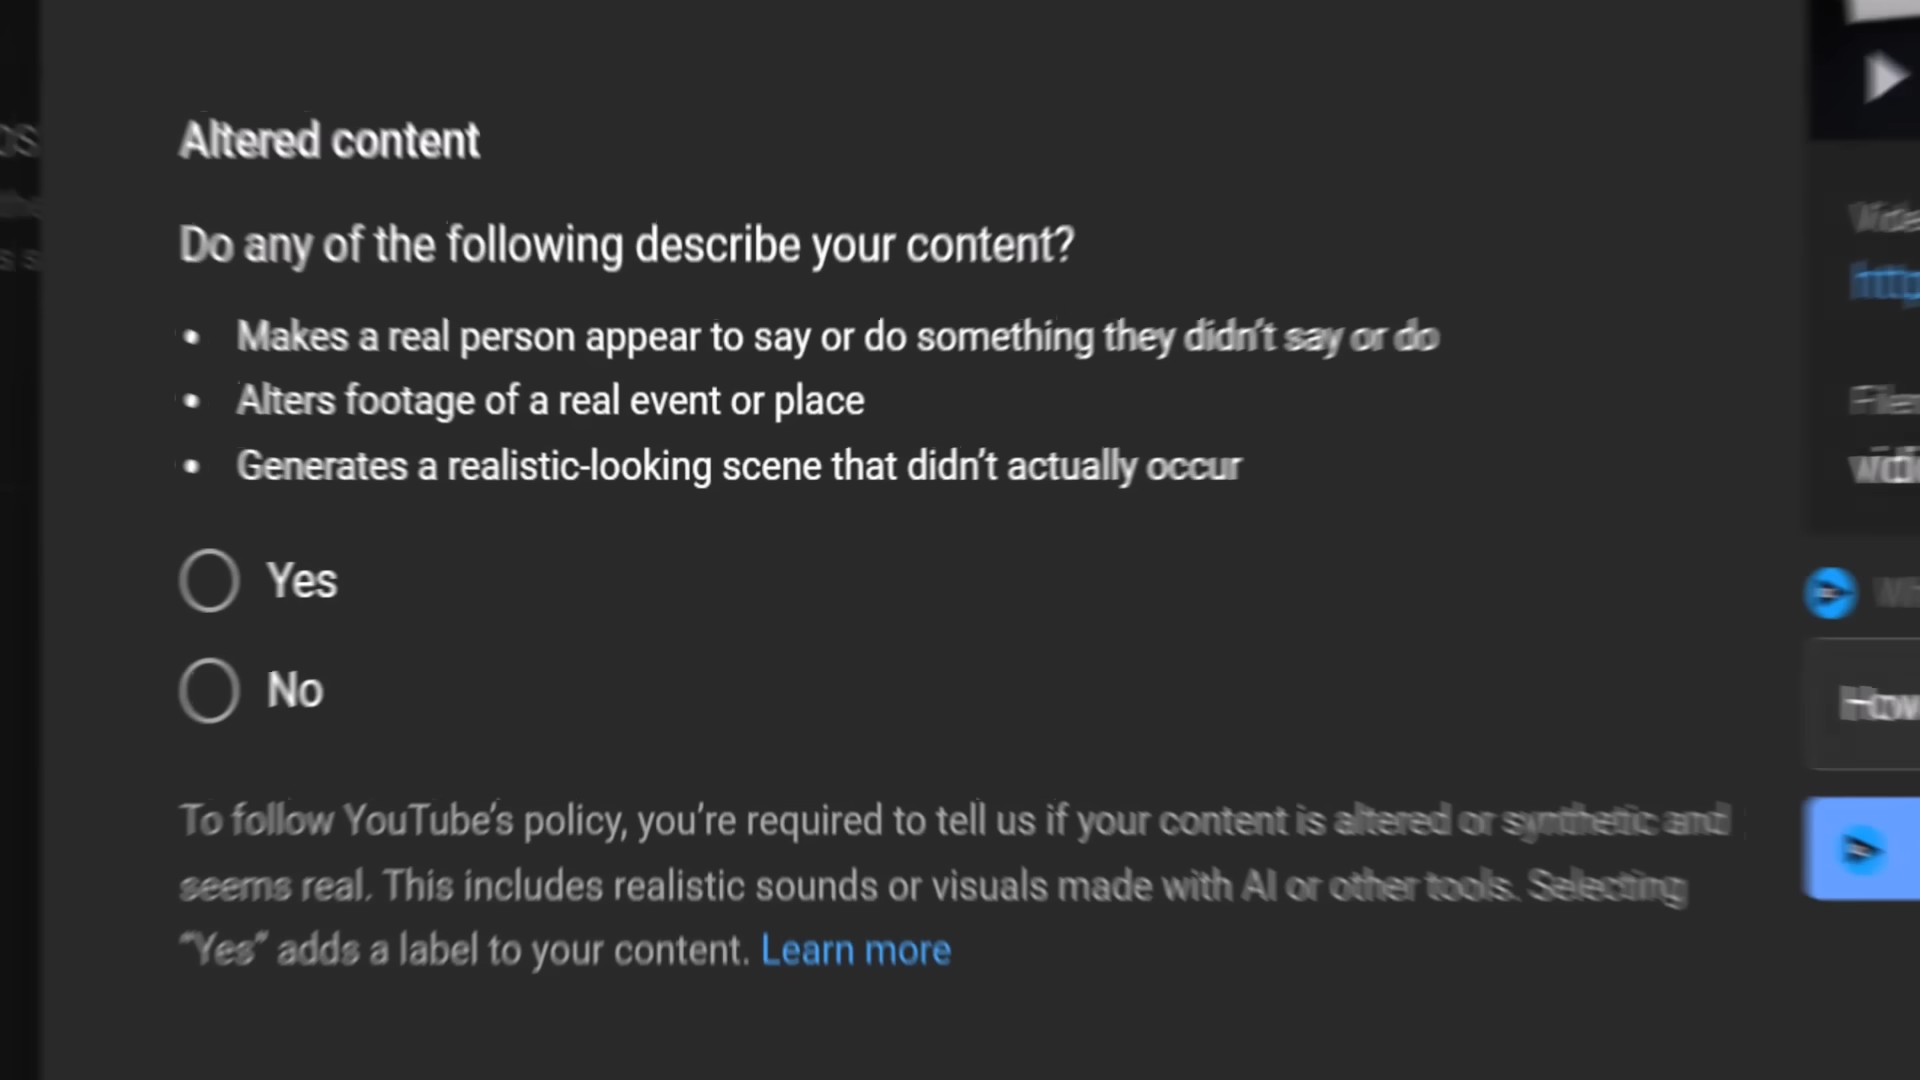 Altered content
Do any of the following describe your content?
• Makes a real person appear to say or do something they didn't say or do
• Alters footage of a real event or place
• Generates a realistic-looking scene that didn't actually occur
Yes
No
To follow YouTube's policy, you're required to tell us if your content is altered or synthetic and
seems real. This includes realistic sounds or visuals made with AI or other tools. Selecting
“Yes” adds a label to your content. Learn more